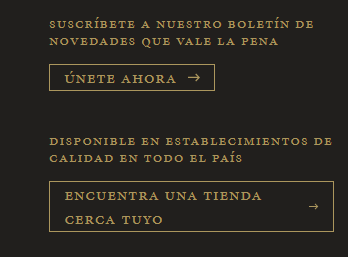 SUSCRÍBETE A NUESTRO BOLETÍN DE
NOVEDADES QUE VALE LA PENA
ÚNETE AHORA →
DISPONIBLE EN ESTABLECIMIENTOS DE
CALIDAD EN TODO EL PAÍS
ENCUENTRA UNA TIENDA →
CERCA TUYO